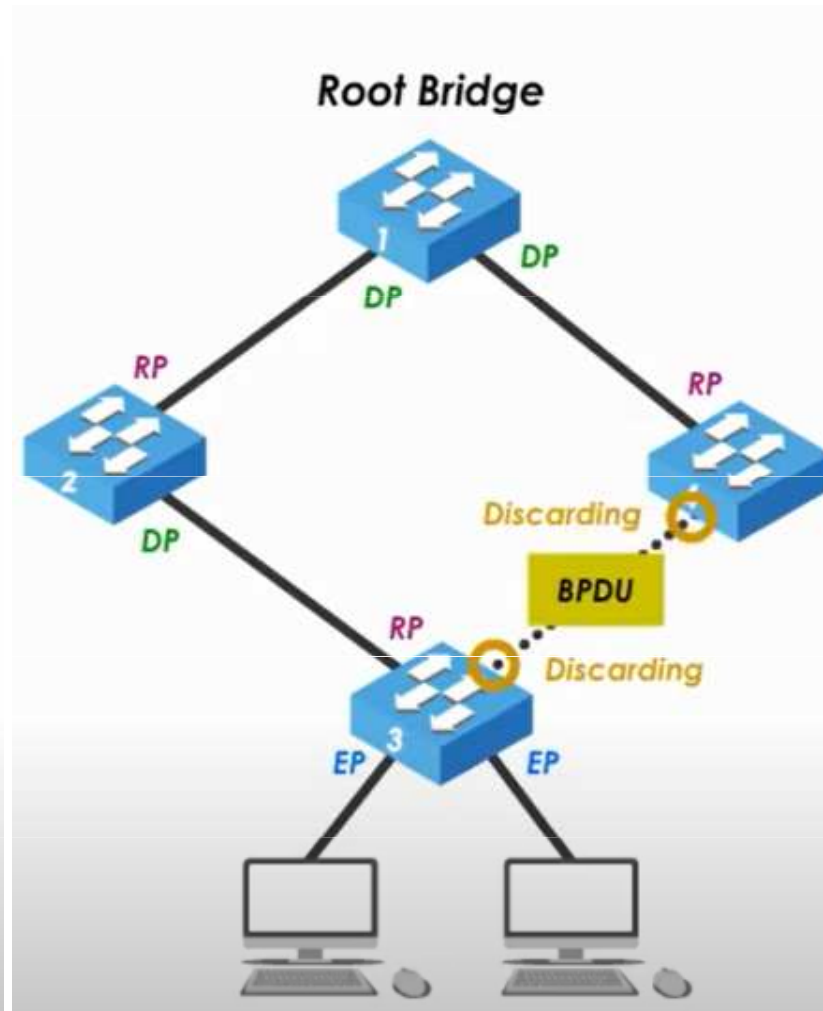 Root Bridge
1
DP
DP
RP
RP
2
Discarding
DP
BPDU
RP
Discarding
3
EP
EP